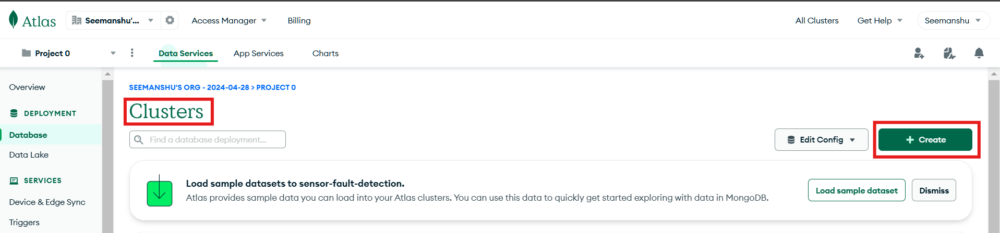 Atlas Seemanshu'... Access Manager Billing All Clusters Get Help Seemanshu
Project 0 Data Services App Services Charts
Overview
DEPLOYMENT
Database
Data Lake
SERVICES
Device & Edge Sync
Triggers
SEEMANSHU'S ORG - 2024-04-28 > PROJECT 0
Clusters
Find a database deployment... Edit Config + Create
Load sample datasets to sensor-fault-detection.
Atlas provides sample data you can load into your Atlas clusters. You can use this data to quickly get started exploring with data in MongoDB.
Load sample dataset Dismiss